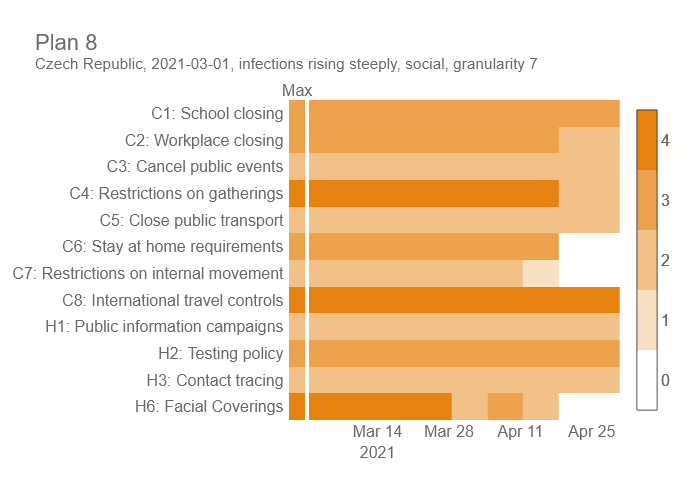 Plan 8
Czech Republic, 2021-03-01, infections rising steeply, social, granularity 7
Max
C1: School closing
C2: Workplace closing
C3: Cancel public events
C4: Restrictions on gatherings
C5: Close public transport
C6: Stay at home requirements
C7: Restrictions on internal movement
C8: International travel controls
H1: Public information campaigns
H2: Testing policy
H3: Contact tracing
H6: Facial Coverings
4
3
2
1
0
Mar 14 Mar 28 Apr 11 Apr 25
2021